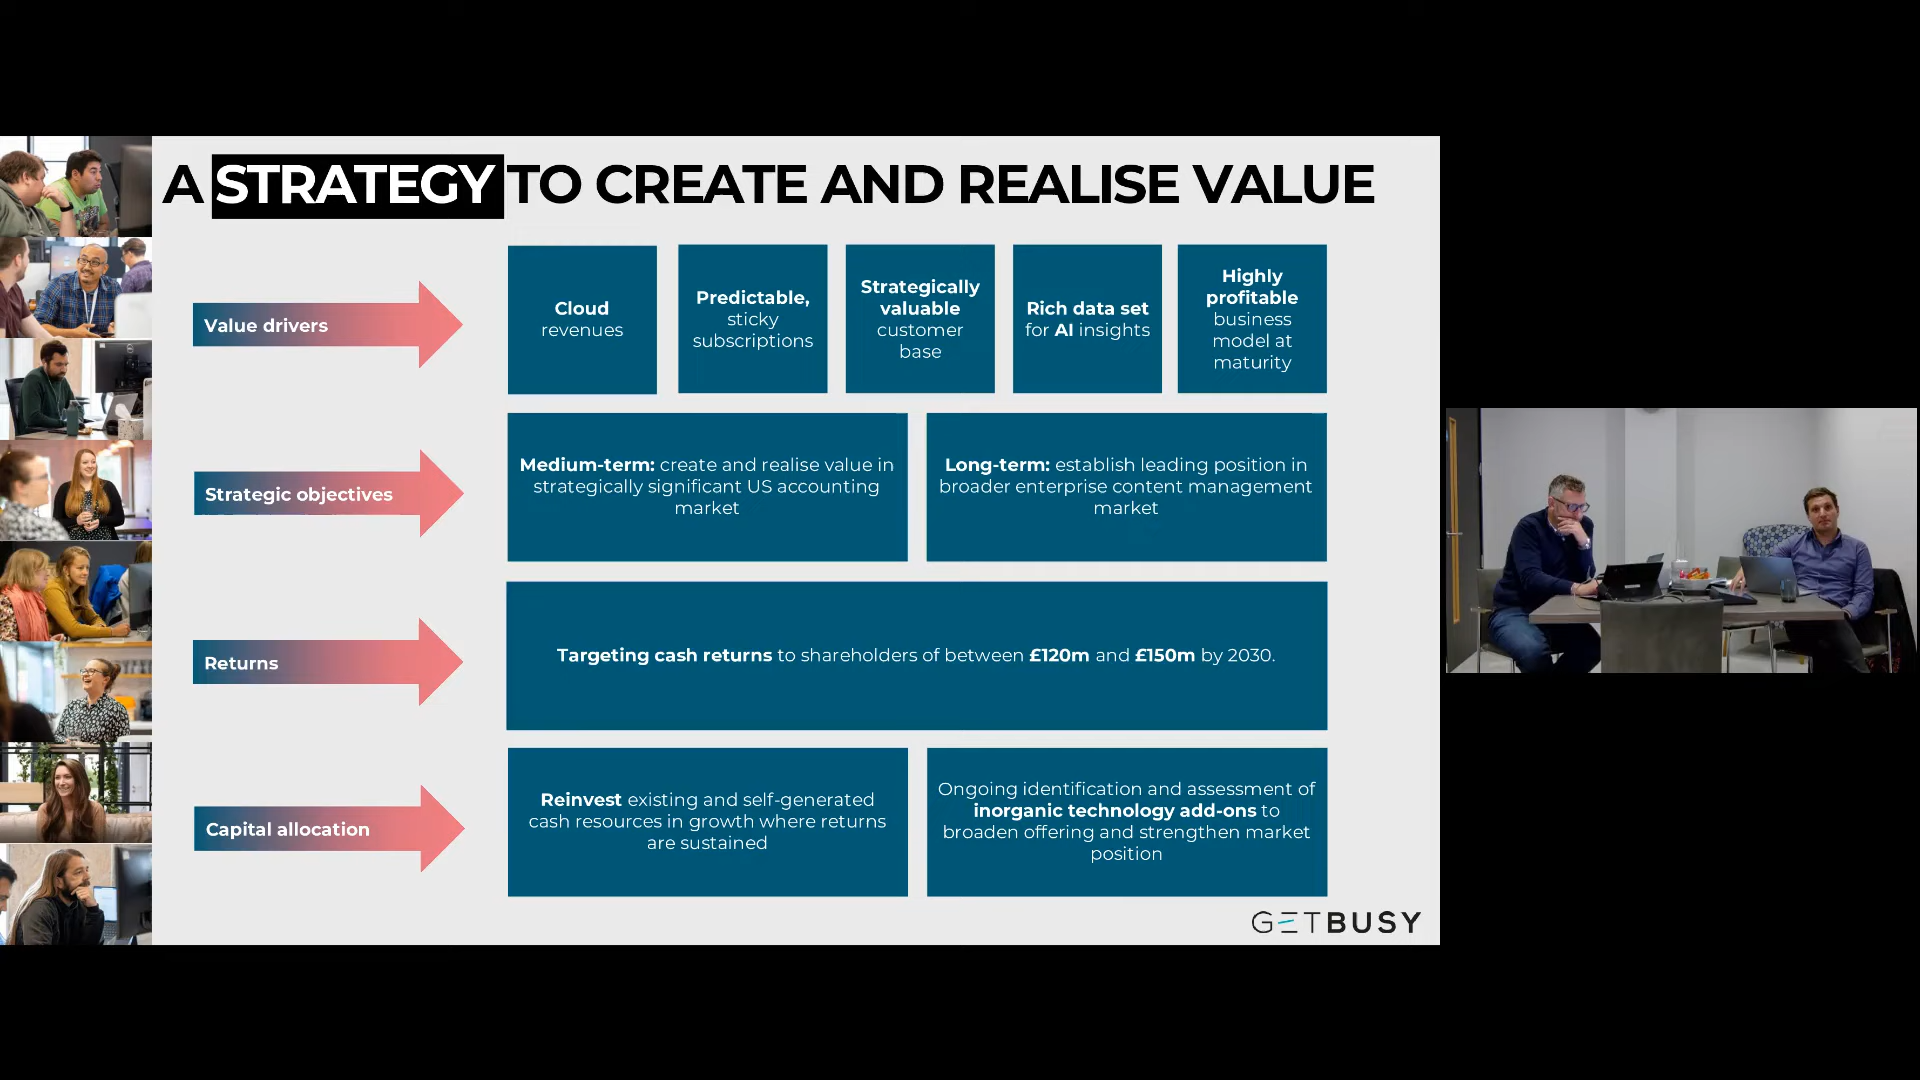 A STRATEGY TO CREATE AND REALISE VALUE
Value drivers
Cloud
revenues
Predictable,
sticky
subscriptions
Strategically
valuable
customer
base
Rich data set
for AI insights
Highly
profitable
business
model at
maturity
Strategic objectives
Medium-term: create and realise value in
strategically significant US accounting
market
Long-term: establish leading position in
broader enterprise content management
market
Returns
Targeting cash returns to shareholders of between £120m and £150m by 2030.
Capital allocation
Reinvest existing and self-generated
cash resources in growth where returns
are sustained
Ongoing identification and assessment of
inorganic technology add-ons to
broaden offering and strengthen market
position
GETBUSY